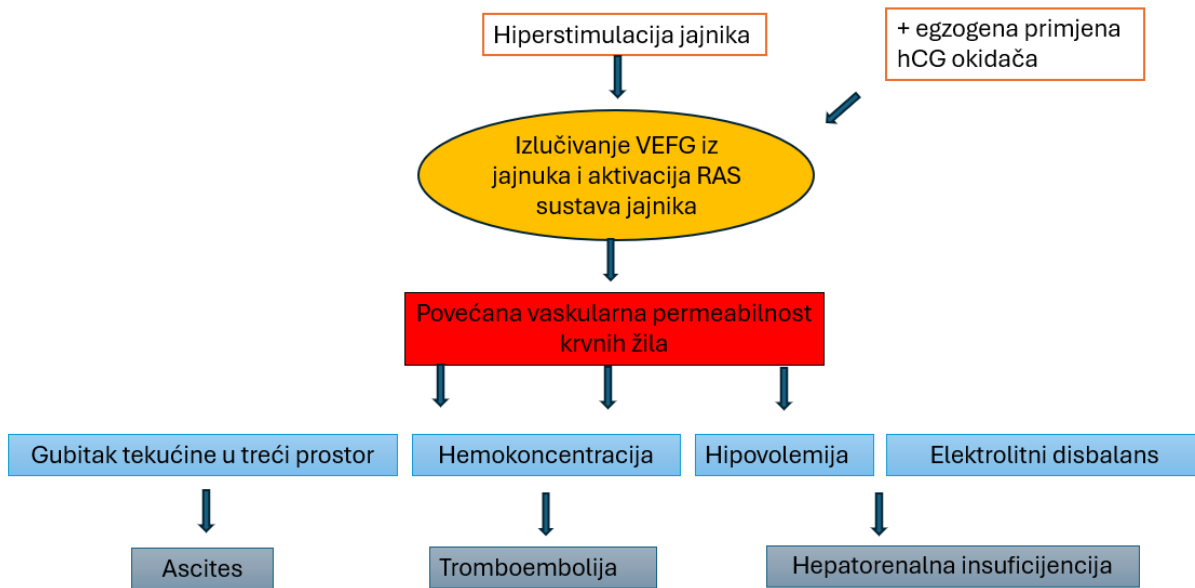 Hiperstimulacija jajnika
+ egzogena primjena
hCG okidača
Izlučivanje VEFG iz
jajnuka i aktivacija RAS
sustava jajnika
Povećana vaskularna permeabilnost
krvnih žila
Gubitak tekućine u treći prostor
Hemokoncentracija
Hipovolemija
Elektrolitni disbalans
Ascites
Tromboembolija
Hepatorenalna insuficijencija